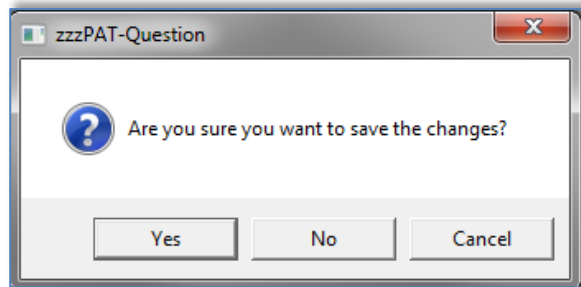 zzzPAT-Question
Are you sure you want to save the changes?
Yes No Cancel